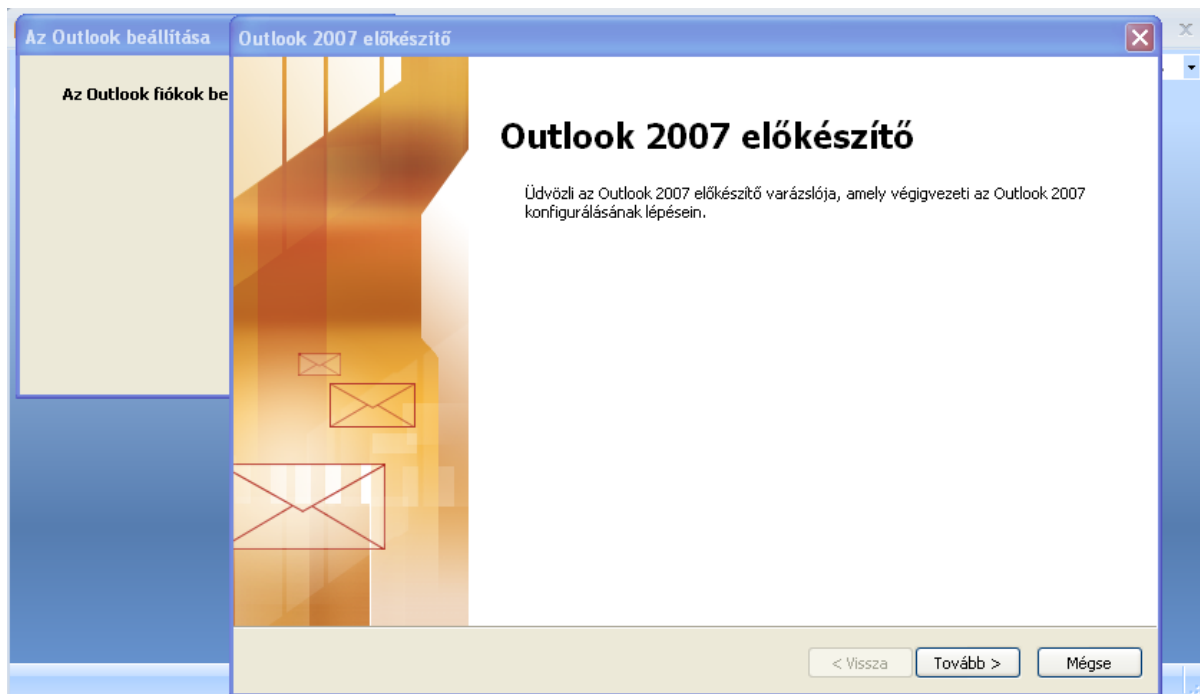 Az Outlook beállítása
Outlook 2007 előkészítő
Az Outlook fiókok be
Outlook 2007 előkészítő
Üdvözli az Outlook 2007 előkészítő varázslója, amely végigvezeti az Outlook 2007
konfigurálásának lépésein.
< Vissza
Tovább >
Mégse